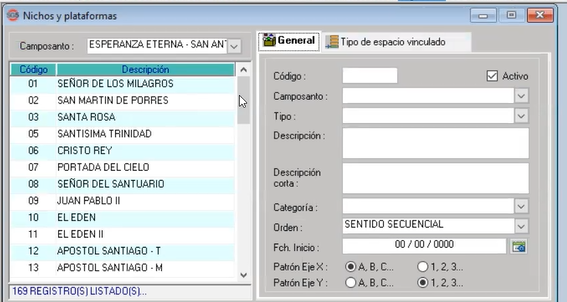 Nichos y plataformas
Camposanto : ESPERANZA ETERNA - SAN ANT
Código Descripción
01 SEÑOR DE LOS MILAGROS
02 SAN MARTIN DE PORRES
03 SANTA ROSA
05 SANTISIMA TRINIDAD
06 CRISTO REY
07 PORTADA DEL CIELO
08 SEÑOR DEL SANTUARIO
09 JUAN PABLO II
10 EL EDEN
11 EL EDEN II
12 APOSTOL SANTIAGO - T
13 APOSTOL SANTIAGO - M
169 REGISTRO(S) LISTADO(S)...
General Tipo de espacio vinculado
Código : Activo
Camposanto :
Tipo :
Descripción :
Descripción
corta :
Categoría :
Orden : SENTIDO SECUENCIAL
Fch. Inicio : 00 / 00 / 0000
Patrón Eje X : A, B, C... 1, 2, 3...
Patrón Eje Y : A, B, C... 1, 2, 3...